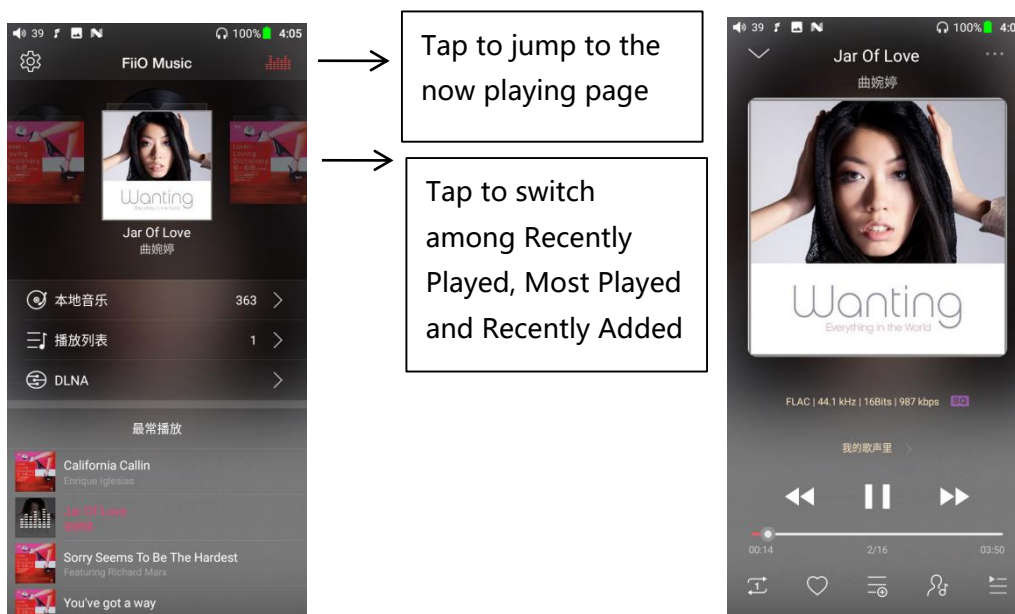 39
100%
4:05
FiiO Music
Wanting
Jar Of Love
曲婉婷
本地音乐 363
播放列表 1
DLNA
最常播放
California Callin
Enrique Iglesias
Jar Of Love
Sorry Seems To Be The Hardest
Featuring Richard Marx
You've got a way
Tap to jump to the
now playing page
Tap to switch
among Recently
Played, Most Played
and Recently Added
39
100%
4:0
Jar Of Love
曲婉婷
Wanting
Everything in the World
FLAC | 44.1 kHz | 16Bits | 987 kbps SQ
我的歌声里
00:14 2/16 03:50
1